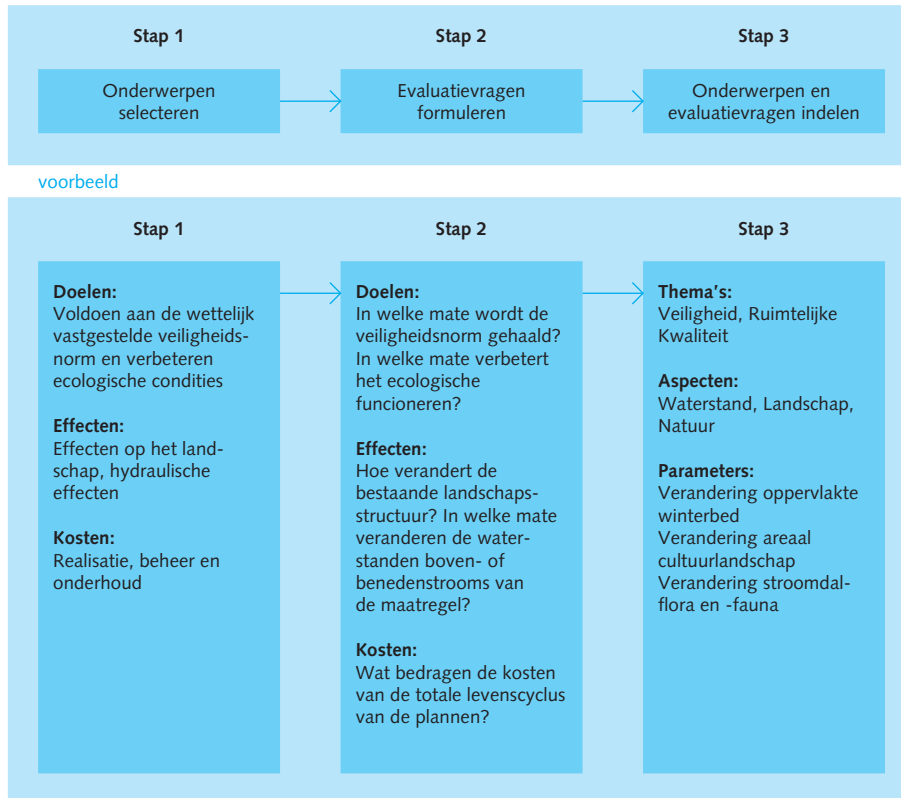 Stap 1
Stap 2
Stap 3
Onderwerpen
selecteren
Evaluatievragen
formuleren
Onderwerpen en
evaluatievragen indelen
voorbeeld
Stap 1
Stap 2
Stap 3
Doelen:
Voldoen aan de wettelijk
vastgestelde veiligheids-
norm en verbeteren
ecologische condities
Effecten:
Effecten op het land-
schap, hydraulische
effecten
Kosten:
Realisatie, beheer en
onderhoud
Doelen:
In welke mate wordt de
veiligheidsnorm gehaald?
In welke mate verbetert
het ecologische
functioneren?
Effecten:
Hoe verandert de
bestaande landschaps-
structuur? In welke mate
veranderen de water-
standen boven- of
benedenstrooms van
de maatregel?
Kosten:
Wat bedragen de kosten
van de totale levenscyclus
van de plannen?
Thema's:
Veiligheid, Ruimtelijke
Kwaliteit
Aspecten:
Waterstand, Landschap,
Natuur
Parameters:
Verandering oppervlakte
winterbed
Verandering areaal
cultuurlandschap
Verandering stroomdal-
flora en -fauna